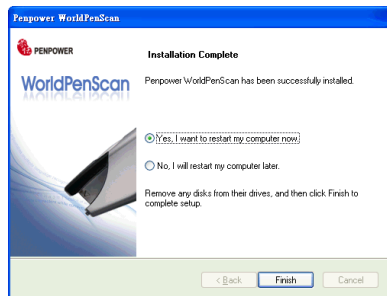 Penpower WorldPenScan
PENPOWER
WorldPenScan
Installation Complete
Penpower WorldPenScan has been successfully installed.
Yes, I want to restart my computer now.
No, I will restart my computer later.
Remove any disks from their drives, and then click Finish to
complete setup.
< Back
Finish
Cancel